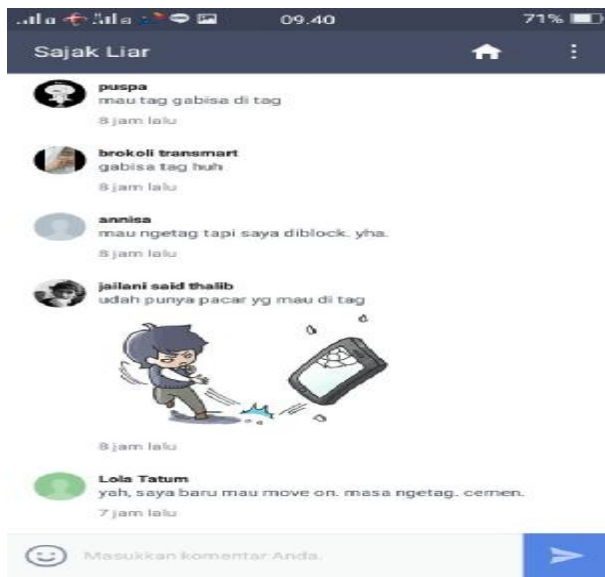 09.40
71%
Sajak Liar
puspa
mau tag gabisa di tag
8 jam lalu
brokoli transmart
gabisa tag huh
8 jam lalu
annisa
mau ngetag tapi saya diblock. yha.
8 jam lalu
jailani said thalib
udah punya pacar yg mau di tag
8 jam lalu
Lola Tatum
yah, saya baru mau move on. masa ngetag. cemen.
7 jam lalu
Masukkan komentar Anda.